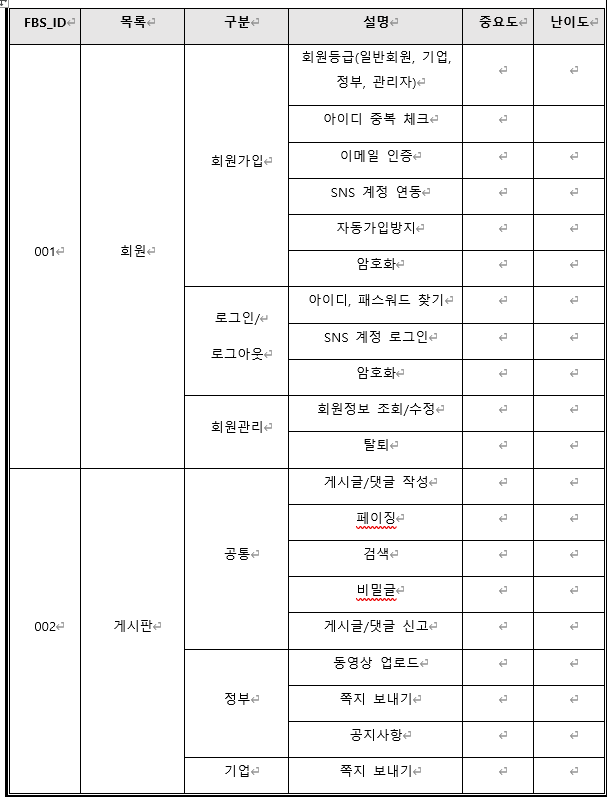 FBS_ID 목록 구분 설명 중요도 난이도
001 회원 회원가입 회원등급(일반회원, 기업,
정부, 관리자)
아이디 중복 체크
이메일 인증
SNS 계정 연동
자동가입방지
암호화
로그인/
로그아웃
아이디, 패스워드 찾기
SNS 계정 로그인
암호화
회원관리
회원정보 조회/수정
탈퇴
002 게시판 공통 게시글/댓글 작성
페이징
검색
비밀글
게시글/댓글 신고
정부
동영상 업로드
쪽지 보내기
공지사항
기업 쪽지 보내기